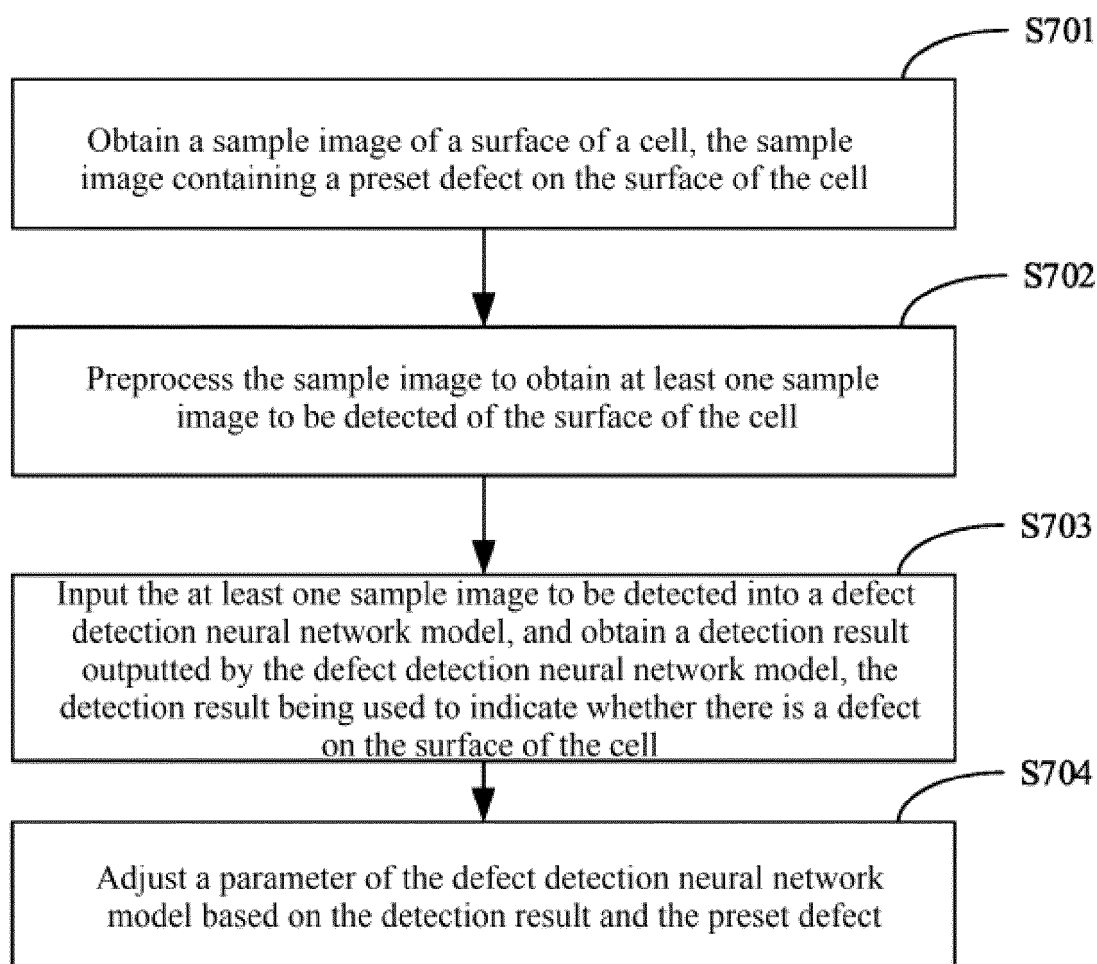 S701
Obtain a sample image of a surface of a cell, the sample
image containing a preset defect on the surface of the cell
S702
Preprocess the sample image to obtain at least one sample
image to be detected of the surface of the cell
S703
Input the at least one sample image to be detected into a defect
detection neural network model, and obtain a detection result
outputted by the defect detection neural network model, the
detection result being used to indicate whether there is a defect
on the surface of the cell
S704
Adjust a parameter of the defect detection neural network
model based on the detection result and the preset defect